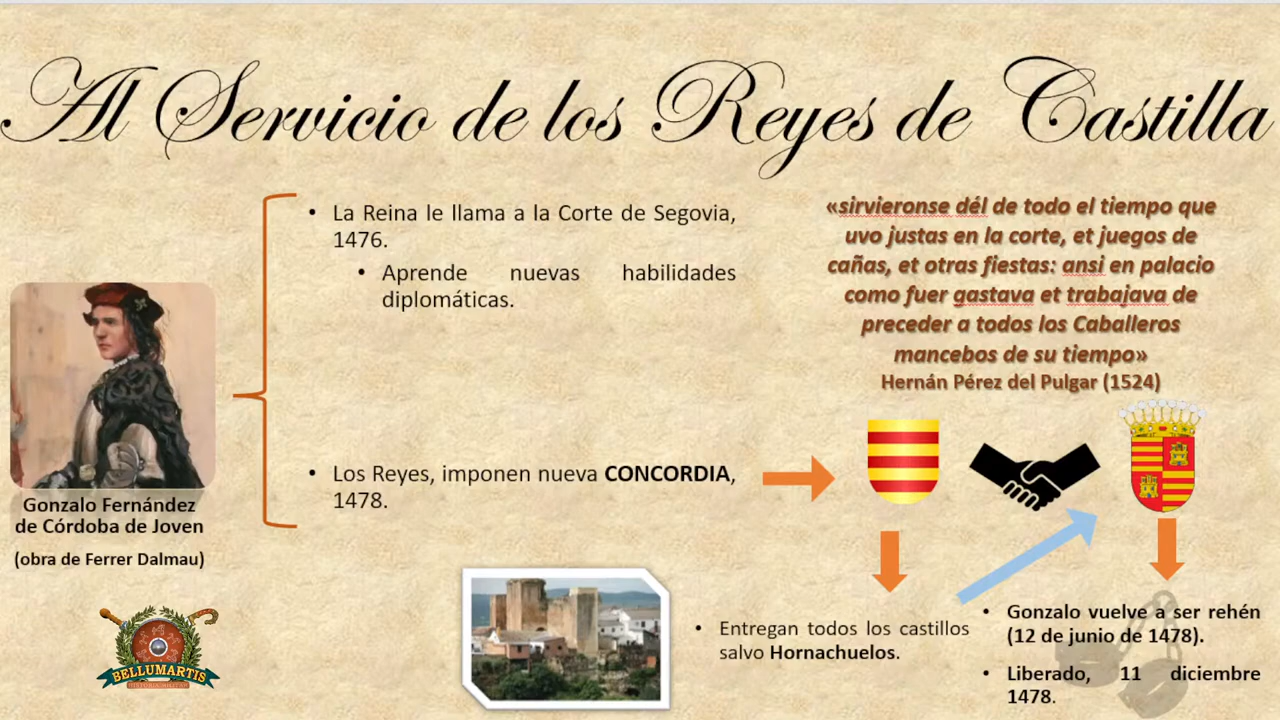 Al Servicio de los Reyes de Castilla
• La Reina le llama a la Corte de Segovia,
1476.
• Aprende nuevas habilidades
diplomáticas.
«sirvieronse dél de todo el tiempo que
uvo justas en la corte, et juegos de
cañas, et otras fiestas: ansi en palacio
como fuer gastava et trabajava de
preceder a todos los Caballeros
mancebos de su tiempo»
Hernán Pérez del Pulgar (1524)
• Los Reyes, imponen nueva CONCORDIA,
1478.
Gonzalo Fernández
de Córdoba de Joven
(obra de Ferrer Dalmau)
BELLUMARTIS
• Entregan todos los castillos
salvo Hornachuelos.
• Gonzalo vuelve a ser rehén
(12 de junio de 1478).
• Liberado, 11 diciembre
1478.